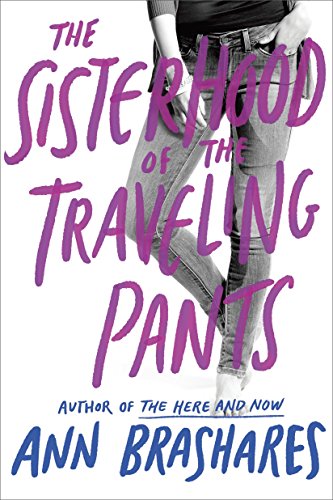 THE
SISTERHOOD
OF THE
TRAVELING
PANTS
AUTHOR OF THE HERE AND NOW
ANN BRASHARES